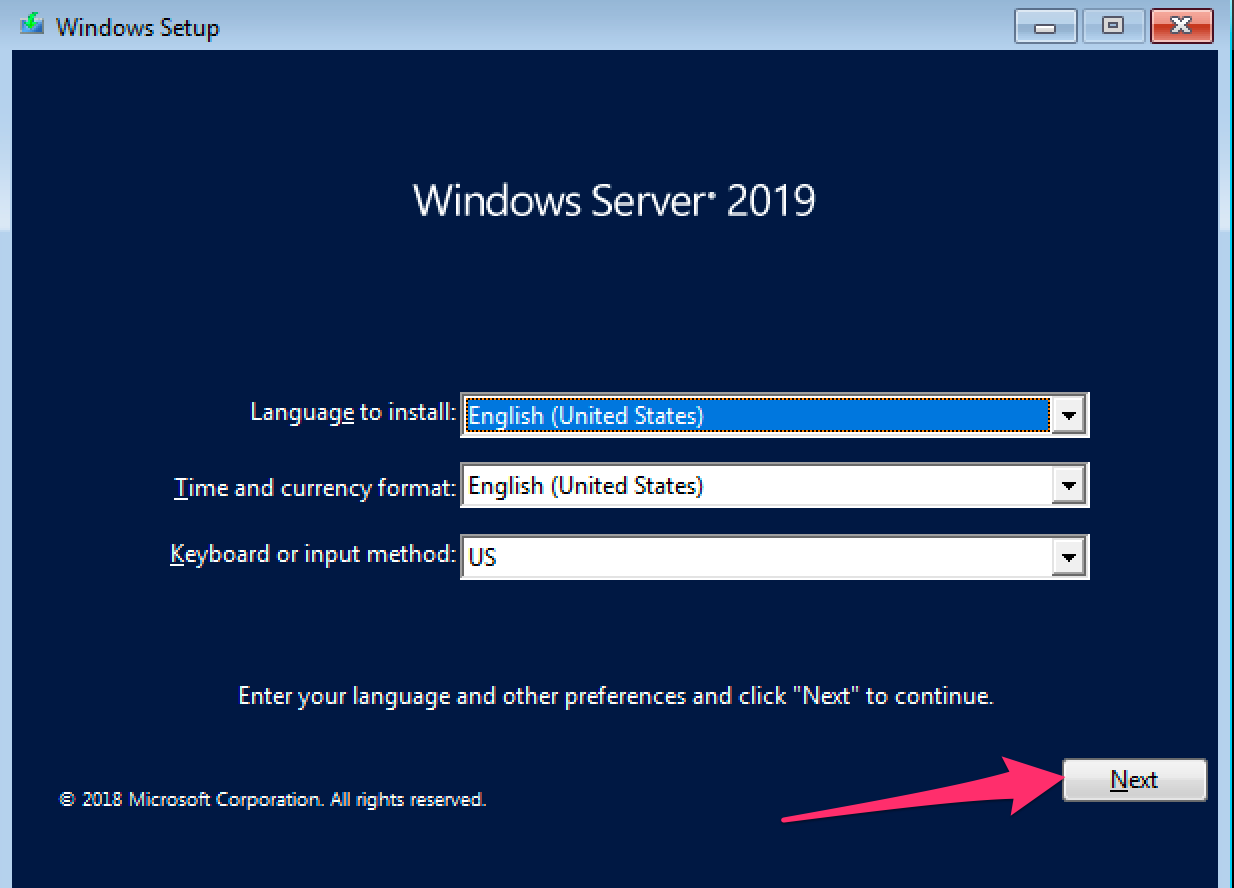 Windows Setup
Windows Server® 2019
Language to install: English (United States)
Time and currency format: English (United States)
Keyboard or input method: US
Enter your language and other preferences and click "Next" to continue.
Next
© 2018 Microsoft Corporation. All rights reserved.